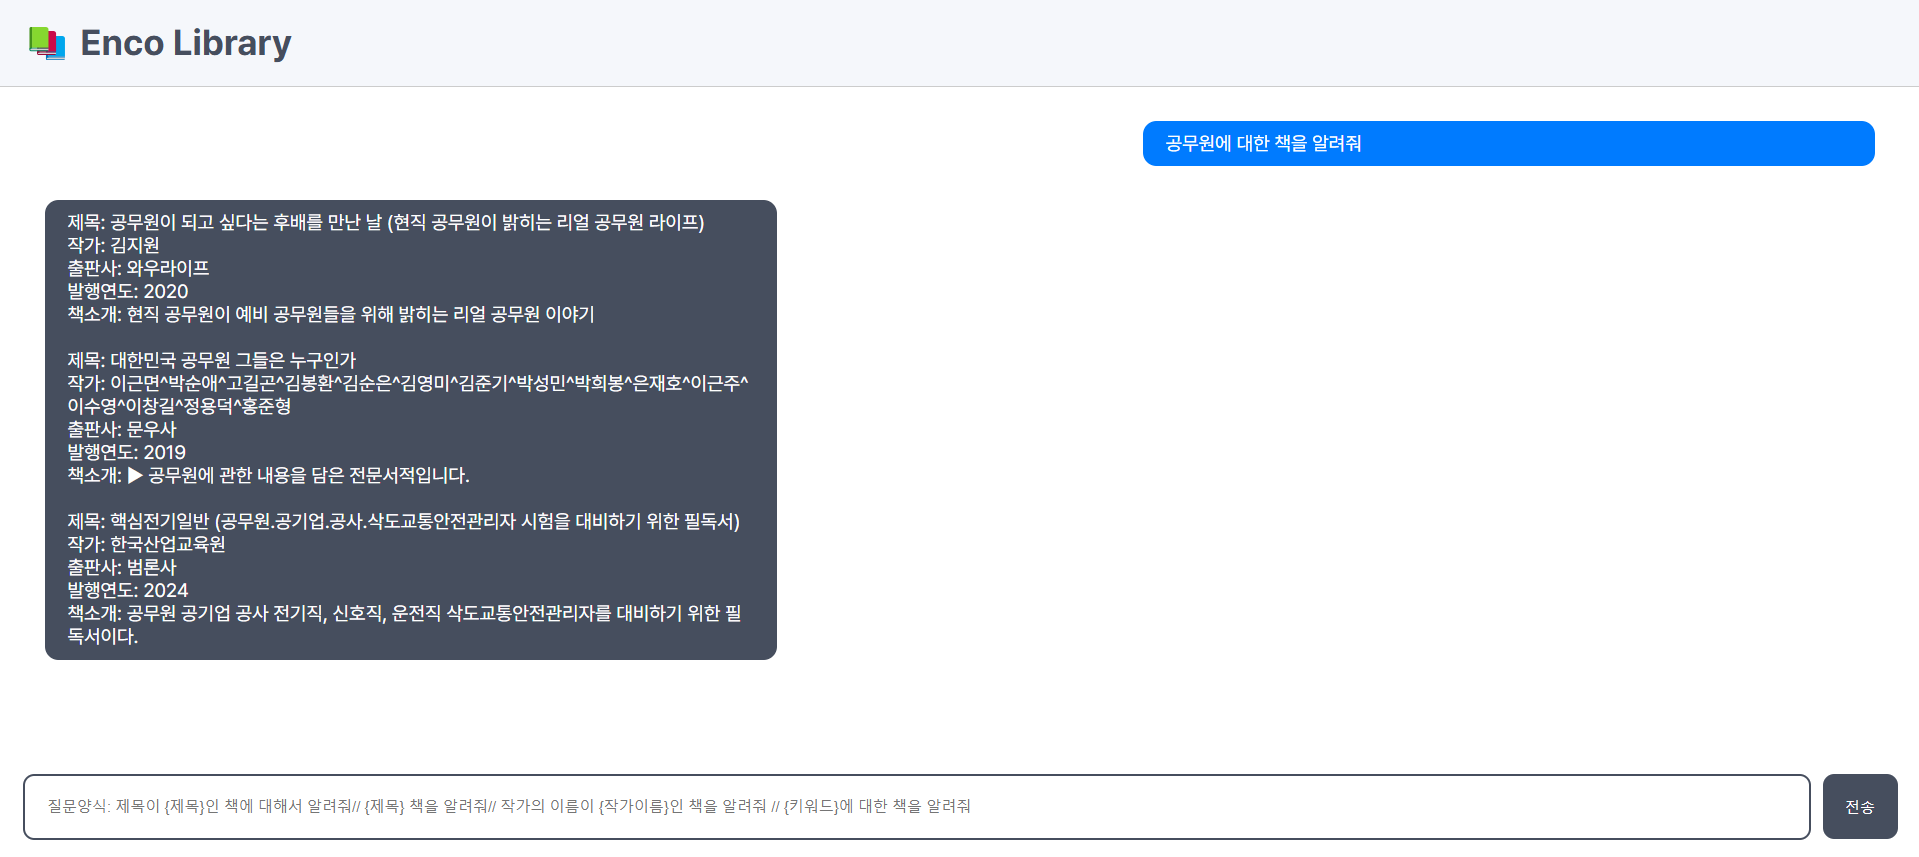 Enco Library
공무원에 대한 책을 알려줘
제목: 공무원이 되고 싶다는 후배를 만난 날 (현직 공무원이 밝히는 리얼 공무원 라이프)
작가: 김지원
출판사: 와우라이프
발행연도: 2020
책소개: 현직 공무원이 예비 공무원들을 위해 밝히는 리얼 공무원 이야기
제목: 대한민국 공무원 그들은 누구인가
작가: 이근면^박순애^고길곤^김봉환^김순은^김영미^김준기^박성민^박희봉^은재호^이근주^
이수영^이창길^정용덕^홍준형
출판사: 문우사
발행연도: 2019
책소개: ▶ 공무원에 관한 내용을 담은 전문서적입니다.
제목: 핵심전기일반 (공무원.공기업.공사.삭도교통안전관리자 시험을 대비하기 위한 필독서)
작가: 한국산업교육원
출판사: 범론사
발행연도: 2024
책소개: 공무원 공기업 공사 전기직, 신호직, 운전직 삭도교통안전관리자를 대비하기 위한 필
독서이다.
질문양식: 제목이 {제목}인 책에 대해서 알려줘// {제목} 책을 알려줘// 작가의 이름이 {작가이름}인 책을 알려줘 // {키워드}에 대한 책을 알려줘
전송